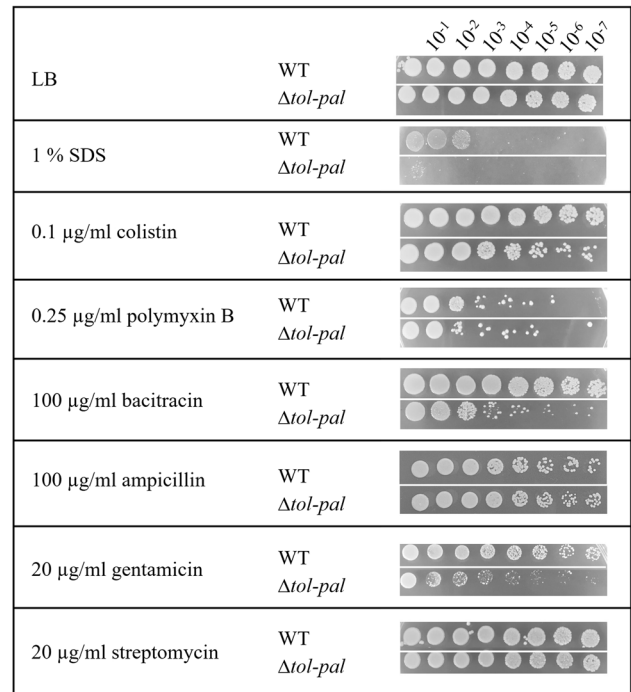 10⁻¹ 10⁻² 10⁻³ 10⁻⁴ 10⁻⁵ 10⁻⁶ 10⁻⁷
LB WT
Δtol-pal
1 % SDS WT
Δtol-pal
0.1 µg/ml colistin WT
Δtol-pal
0.25 µg/ml polymyxin B WT
Δtol-pal
100 µg/ml bacitracin WT
Δtol-pal
100 µg/ml ampicillin WT
Δtol-pal
20 µg/ml gentamicin WT
Δtol-pal
20 µg/ml streptomycin WT
Δtol-pal